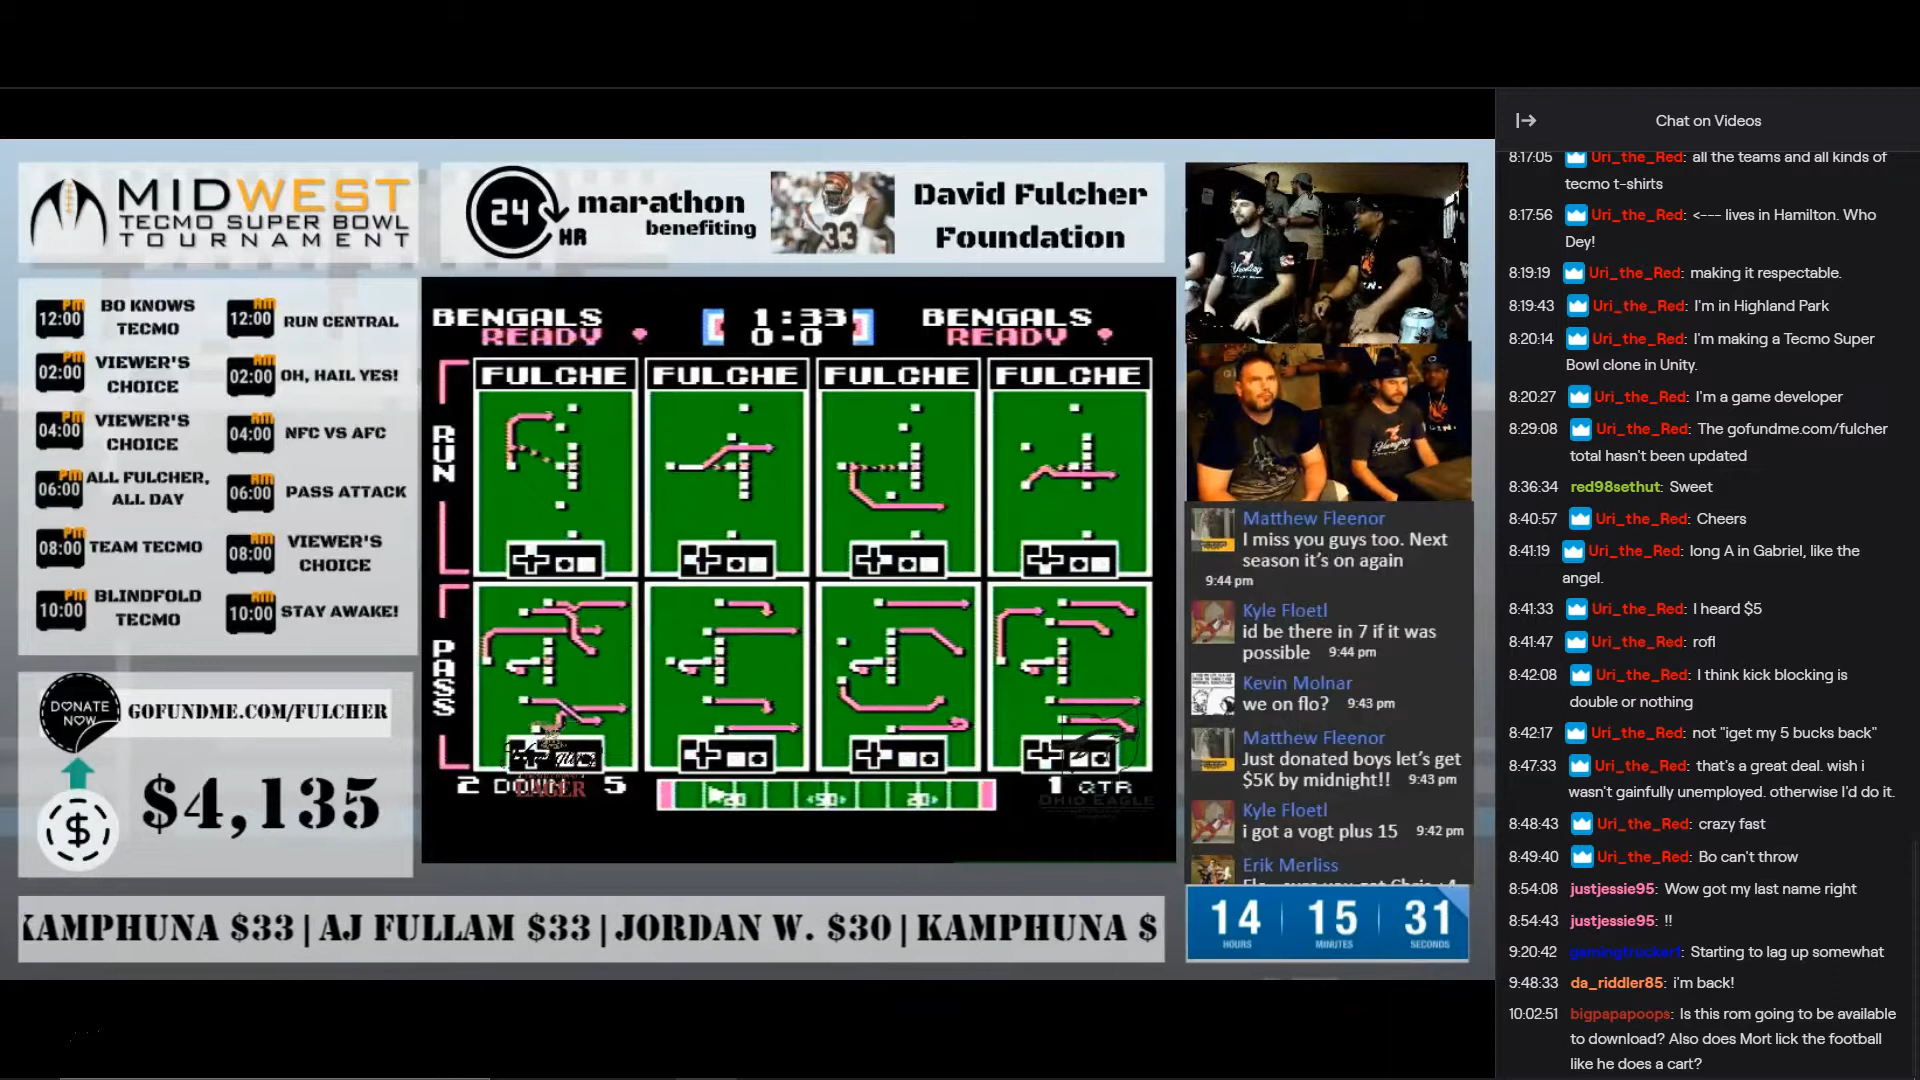 Chat on Videos
MIDWEST
TECMO SUPER BOWL
TOURNAMENT
24
HR
marathon
benefiting
33
David Fulcher
Foundation
PM 12:00 BO KNOWS TECMO
PM 02:00 VIEWER'S CHOICE
PM 04:00 VIEWER'S CHOICE
PM 06:00 ALL FULCHER, ALL DAY
PM 08:00 TEAM TECMO
PM 10:00 BLINDFOLD TECMO
AM 12:00 RUN CENTRAL
AM 02:00 OH, HAIL YES!
AM 04:00 NFC VS AFC
AM 06:00 PASS ATTACK
AM 08:00 VIEWER'S CHOICE
AM 10:00 STAY AWAKE!
DONATE NOW
GOFUNDME.COM/FULCHER
$
$4,135
BENGALS 1:33 BENGALS
READY 0-0 READY
FULCHE FULCHE FULCHE FULCHE
RUN
PASS
2 DOWN 5
LAGER
20 50 20
1 QTR
OHIO EAGLE
Matthew Fleenor
I miss you guys too. Next
season it's on again
9:44 pm
Kyle Floetl
id be there in 7 if it was
possible 9:44 pm
Kevin Molnar
we on flo? 9:43 pm
Matthew Fleenor
Just donated boys let's get
$5K by midnight!! 9:43 pm
Kyle Floetl
i got a vogt plus 15 9:42 pm
Erik Merliss
KAMPHUNA $33 | AJ FULLAM $33 | JORDAN W. $30 | KAMPHUNA $
14 15 31
HOURS MINUTES SECONDS
8:17:05 Uri_the_Red: all the teams and all kinds of
tecmo t-shirts
8:17:56 Uri_the_Red: <--- lives in Hamilton. Who
Dey!
8:19:19 Uri_the_Red: making it respectable.
8:19:43 Uri_the_Red: I'm in Highland Park
8:20:14 Uri_the_Red: I'm making a Tecmo Super
Bowl clone in Unity.
8:20:27 Uri_the_Red: I'm a game developer
8:29:08 Uri_the_Red: The gofundme.com/fulcher
total hasn't been updated
8:36:34 red98sethut: Sweet
8:40:57 Uri_the_Red: Cheers
8:41:19 Uri_the_Red: long A in Gabriel, like the
angel.
8:41:33 Uri_the_Red: I heard $5
8:41:47 Uri_the_Red: rofl
8:42:08 Uri_the_Red: I think kick blocking is
double or nothing
8:42:17 Uri_the_Red: not "iget my 5 bucks back"
8:47:33 Uri_the_Red: that's a great deal. wish i
wasn't gainfully unemployed. otherwise I'd do it.
8:48:43 Uri_the_Red: crazy fast
8:49:40 Uri_the_Red: Bo can't throw
8:54:08 justjessie95: Wow got my last name right
8:54:43 justjessie95: !!
9:20:42 gamingtrucker1: Starting to lag up somewhat
9:48:33 da_riddler85: i'm back!
10:02:51 bigpapapoops: Is this rom going to be available
to download? Also does Mort lick the football
like he does a cart?